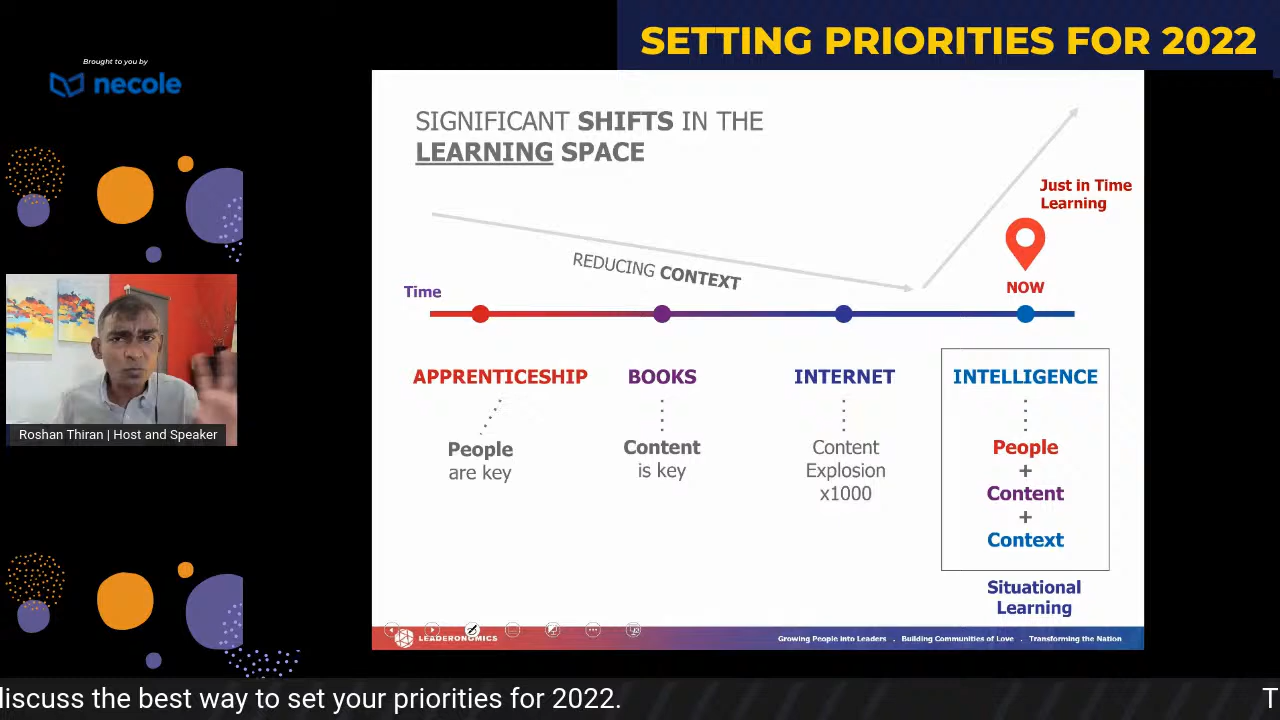 SETTING PRIORITIES FOR 2022
Brought to you by
necole
SIGNIFICANT SHIFTS IN THE
LEARNING SPACE
Just in Time
Learning
REDUCING CONTEXT
NOW
Time
APPRENTICESHIP
BOOKS
INTERNET
INTELLIGENCE
People
are key
Content
is key
Content
Explosion
x1000
People
+
Content
+
Context
Situational
Learning
Roshan Thiran | Host and Speaker
LEADERONOMICS
Growing People into Leaders . Building Communities of Love . Transforming the Nation
discuss the best way to set your priorities for 2022.
T